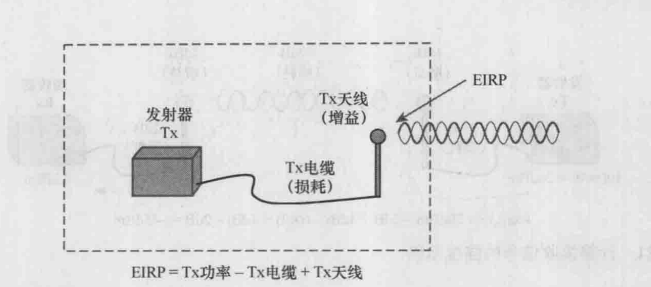 EIRP
Tx天线
（增益）
发射器
Tx
Tx电缆
（损耗）
EIRP = Tx功率 – Tx电缆 + Tx天线